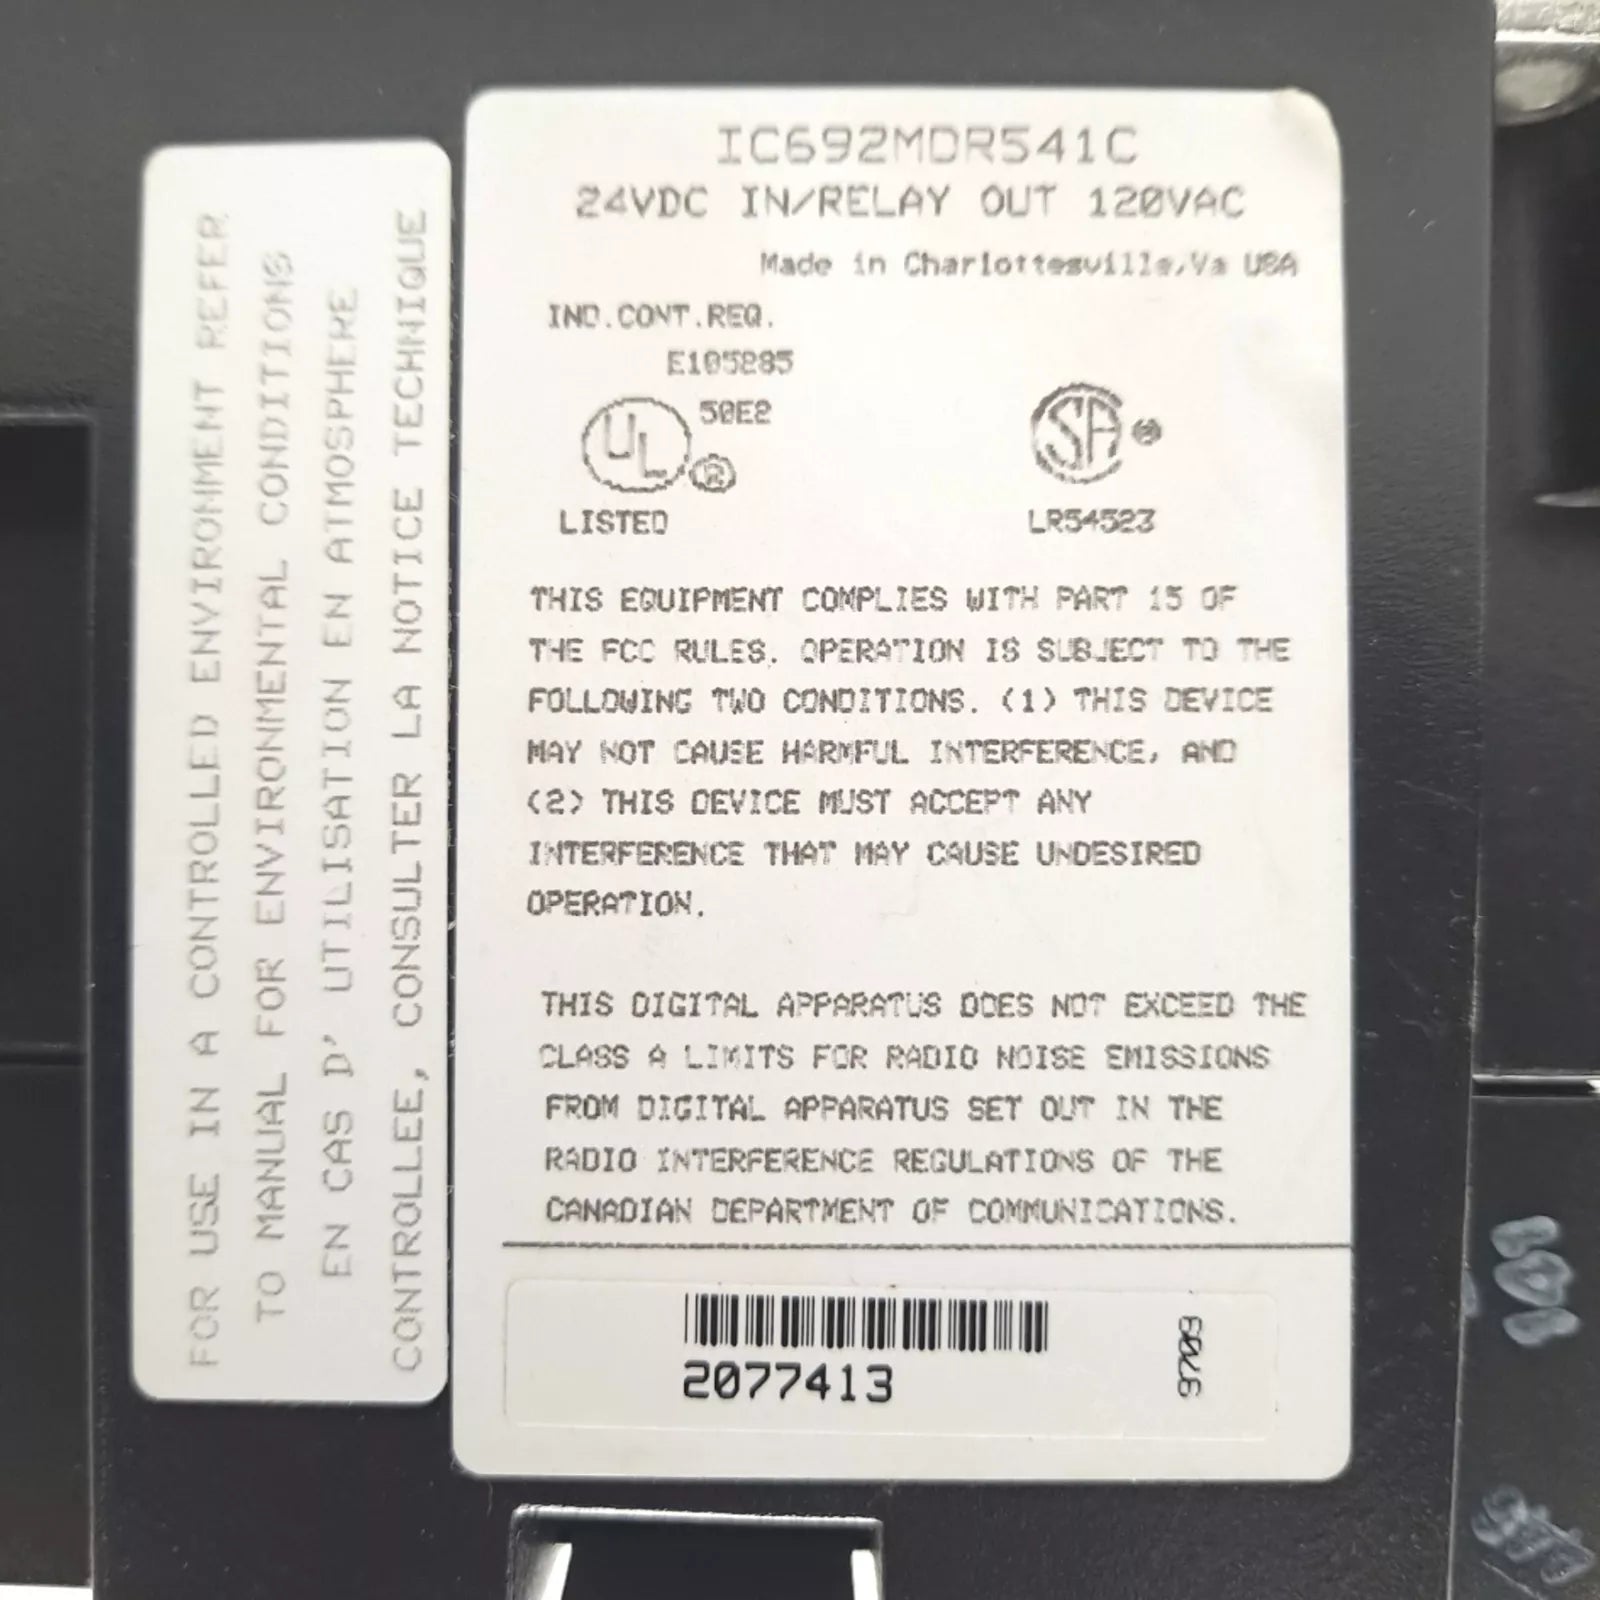 FOR USE IN A CONTROLLED ENVIRONMENT REFER
TO MANUAL FOR ENVIRONMENTAL CONDITIONS
EN CAS D' UTILISATION EN ATMOSPHERE
CONTROLLEE, CONSULTER LA NOTICE TECHNIQUE
IC692MDR541C
24VDC IN/RELAY OUT 120VAC
Made in Charlottesville,Va USA
IND.CONT.REQ.
E105285
UL
50E2
®
LISTED
SA
®
LR54523
THIS EQUIPMENT COMPLIES WITH PART 15 OF
THE FCC RULES. OPERATION IS SUBJECT TO THE
FOLLOWING TWO CONDITIONS. (1) THIS DEVICE
MAY NOT CAUSE HARMFUL INTERFERENCE, AND
(2) THIS DEVICE MUST ACCEPT ANY
INTERFERENCE THAT MAY CAUSE UNDESIRED
OPERATION.
THIS DIGITAL APPARATUS DOES NOT EXCEED THE
CLASS A LIMITS FOR RADIO NOISE EMISSIONS
FROM DIGITAL APPARATUS SET OUT IN THE
RADIO INTERFERENCE REGULATIONS OF THE
CANADIAN DEPARTMENT OF COMMUNICATIONS.
2077413
9709